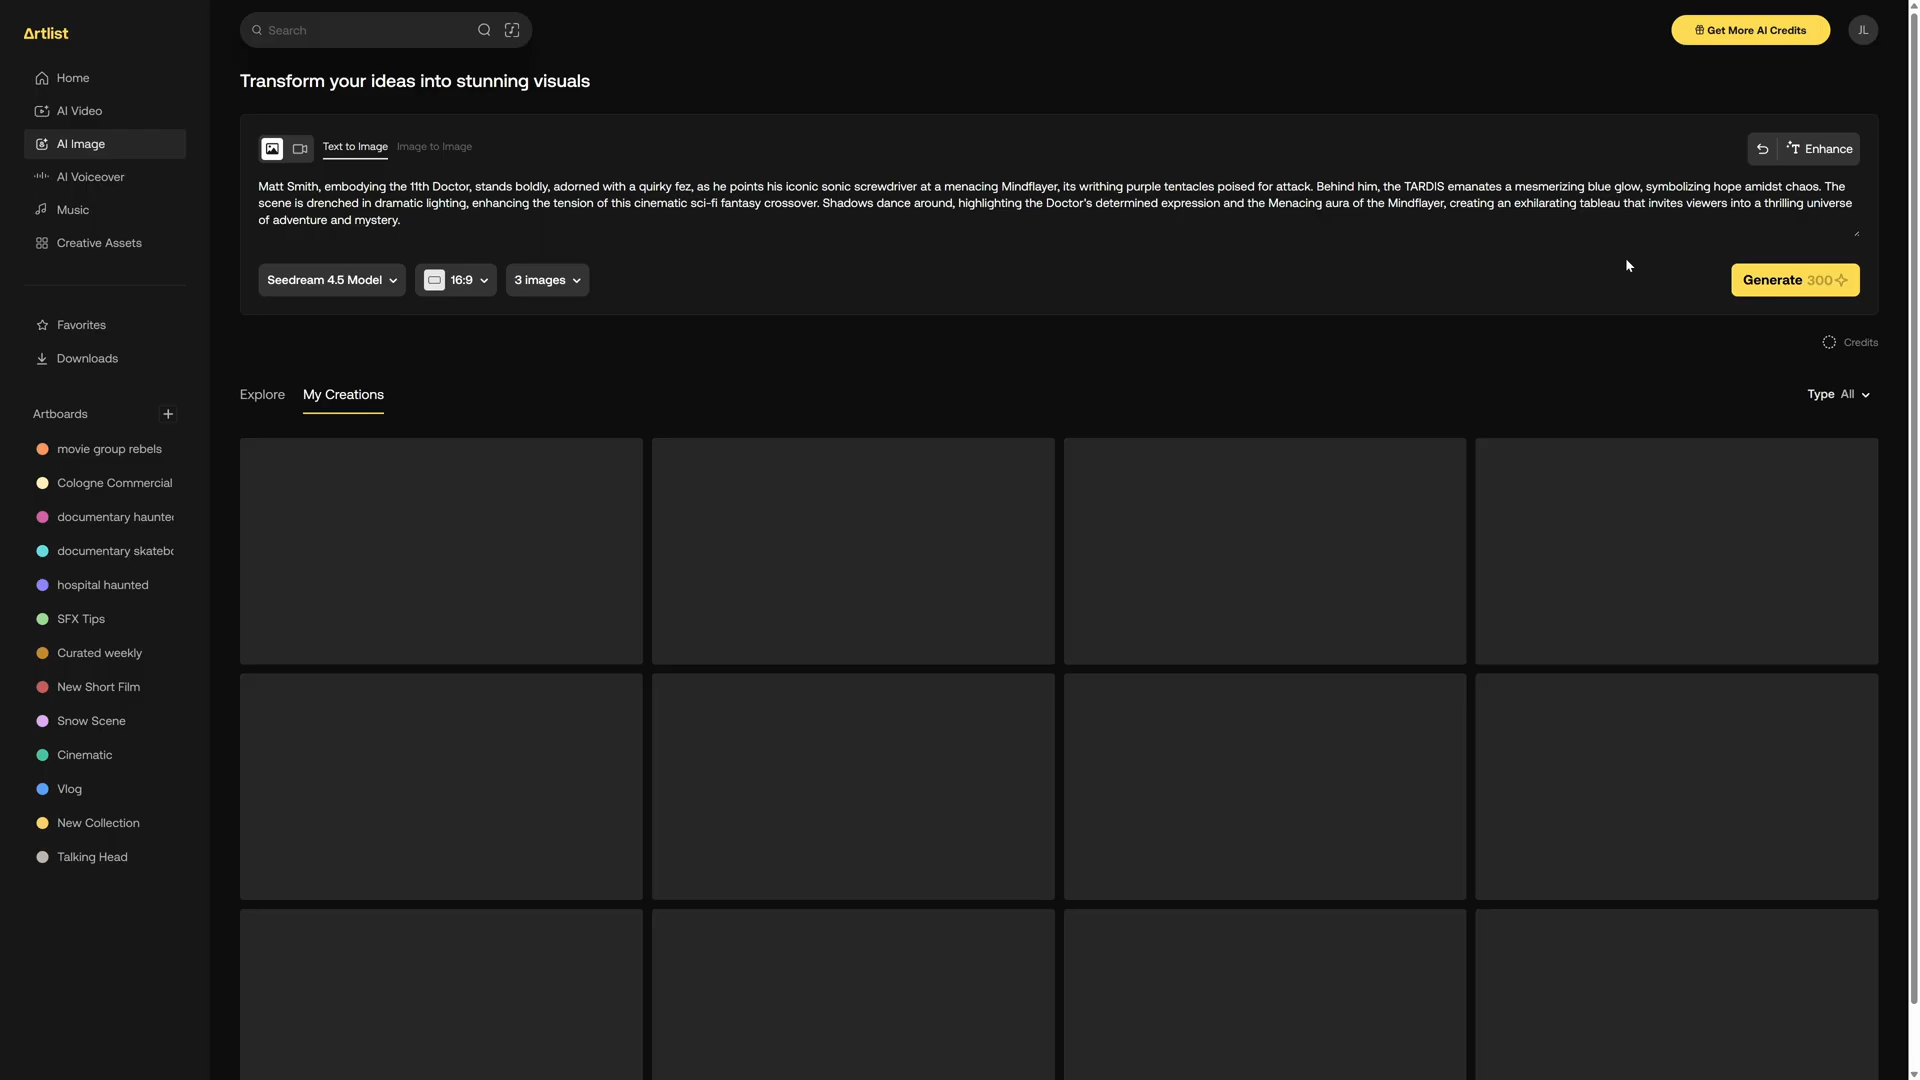 Artlist
Search
Get More AI Credits
JL
Home
AI Video
AI Image
AI Voiceover
Music
Creative Assets
Favorites
Downloads
Artboards
movie group rebels
Cologne Commercial
documentary haunted
documentary skatebo
hospital haunted
SFX Tips
Curated weekly
New Short Film
Snow Scene
Cinematic
Vlog
New Collection
Talking Head
Transform your ideas into stunning visuals
Text to Image Image to Image
Enhance
Matt Smith, embodying the 11th Doctor, stands boldly, adorned with a quirky fez, as he points his iconic sonic screwdriver at a menacing Mindflayer, its writhing purple tentacles poised for attack. Behind him, the TARDIS emanates a mesmerizing blue glow, symbolizing hope amidst chaos. The
scene is drenched in dramatic lighting, enhancing the tension of this cinematic sci-fi fantasy crossover. Shadows dance around, highlighting the Doctor's determined expression and the Menacing aura of the Mindflayer, creating an exhilarating tableau that invites viewers into a thrilling universe
of adventure and mystery.
Seedream 4.5 Model 16:9 3 images
Generate 300
Credits
Explore My Creations
Type All